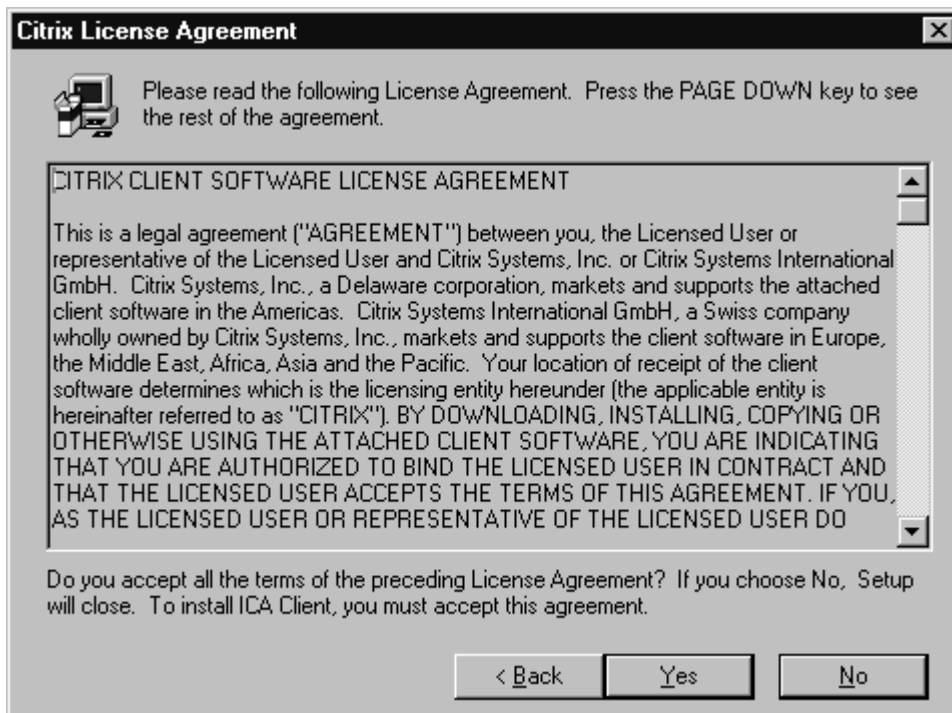 Citrix License Agreement
Please read the following License Agreement.  Press the PAGE DOWN key to see
the rest of the agreement.
CITRIX CLIENT SOFTWARE LICENSE AGREEMENT
This is a legal agreement ("AGREEMENT") between you, the Licensed User or
representative of the Licensed User and Citrix Systems, Inc. or Citrix Systems International
GmbH.  Citrix Systems, Inc., a Delaware corporation, markets and supports the attached
client software in the Americas.  Citrix Systems International GmbH, a Swiss company
wholly owned by Citrix Systems, Inc., markets and supports the client software in Europe,
the Middle East, Africa, Asia and the Pacific.  Your location of receipt of the client
software determines which is the licensing entity hereunder (the applicable entity is
hereinafter referred to as "CITRIX"). BY DOWNLOADING, INSTALLING, COPYING OR
OTHERWISE USING THE ATTACHED CLIENT SOFTWARE, YOU ARE INDICATING
THAT YOU ARE AUTHORIZED TO BIND THE LICENSED USER IN CONTRACT AND
THAT THE LICENSED USER ACCEPTS THE TERMS OF THIS AGREEMENT. IF YOU,
AS THE LICENSED USER OR REPRESENTATIVE OF THE LICENSED USER DO
Do you accept all the terms of the preceding License Agreement?  If you choose No,  Setup
will close.  To install ICA Client, you must accept this agreement.
< Back Yes No